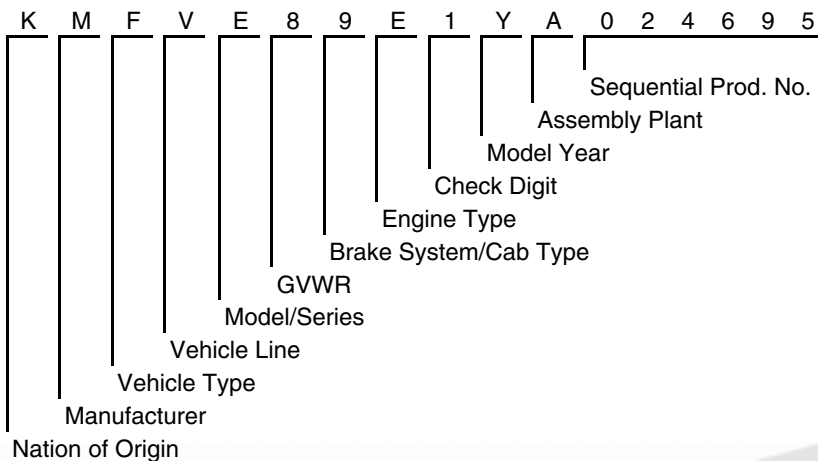 K M F V E 8 9 E 1 Y A 0 2 4 6 9 5
Sequential Prod. No.
Assembly Plant
Model Year
Check Digit
Engine Type
Brake System/Cab Type
GVWR
Model/Series
Vehicle Line
Vehicle Type
Manufacturer
Nation of Origin